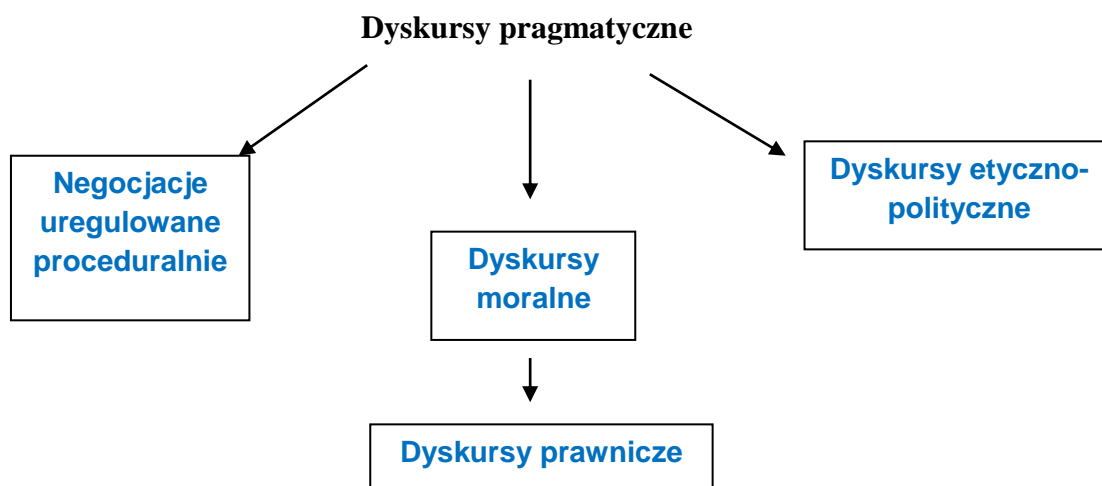 Dyskursy pragmatyczne
Negocjacje
uregulowane
proceduralnie
Dyskursy etyczno-
polityczne
Dyskursy
moralne
Dyskursy prawnicze